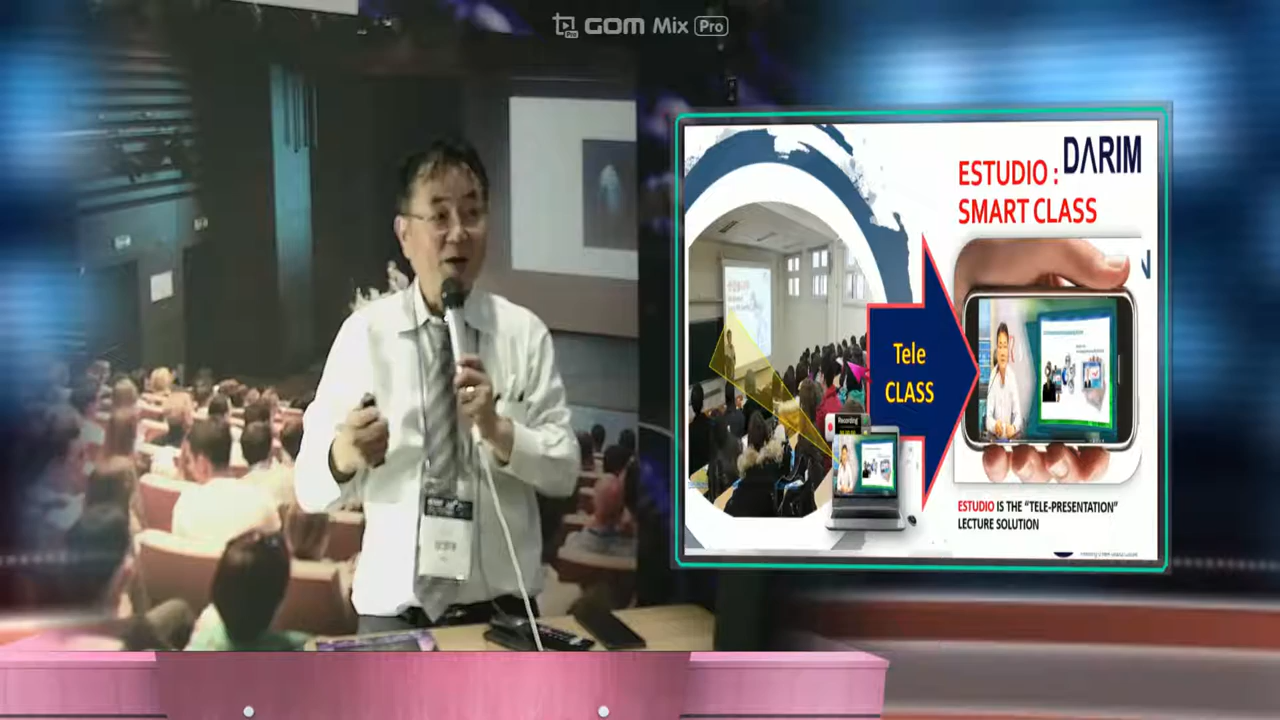 GOM Mix Pro
DARIM
ESTUDIO :
SMART CLASS
Tele
CLASS
Recording
ESTUDIO IS THE "TELE-PRESENTATION"
LECTURE SOLUTION